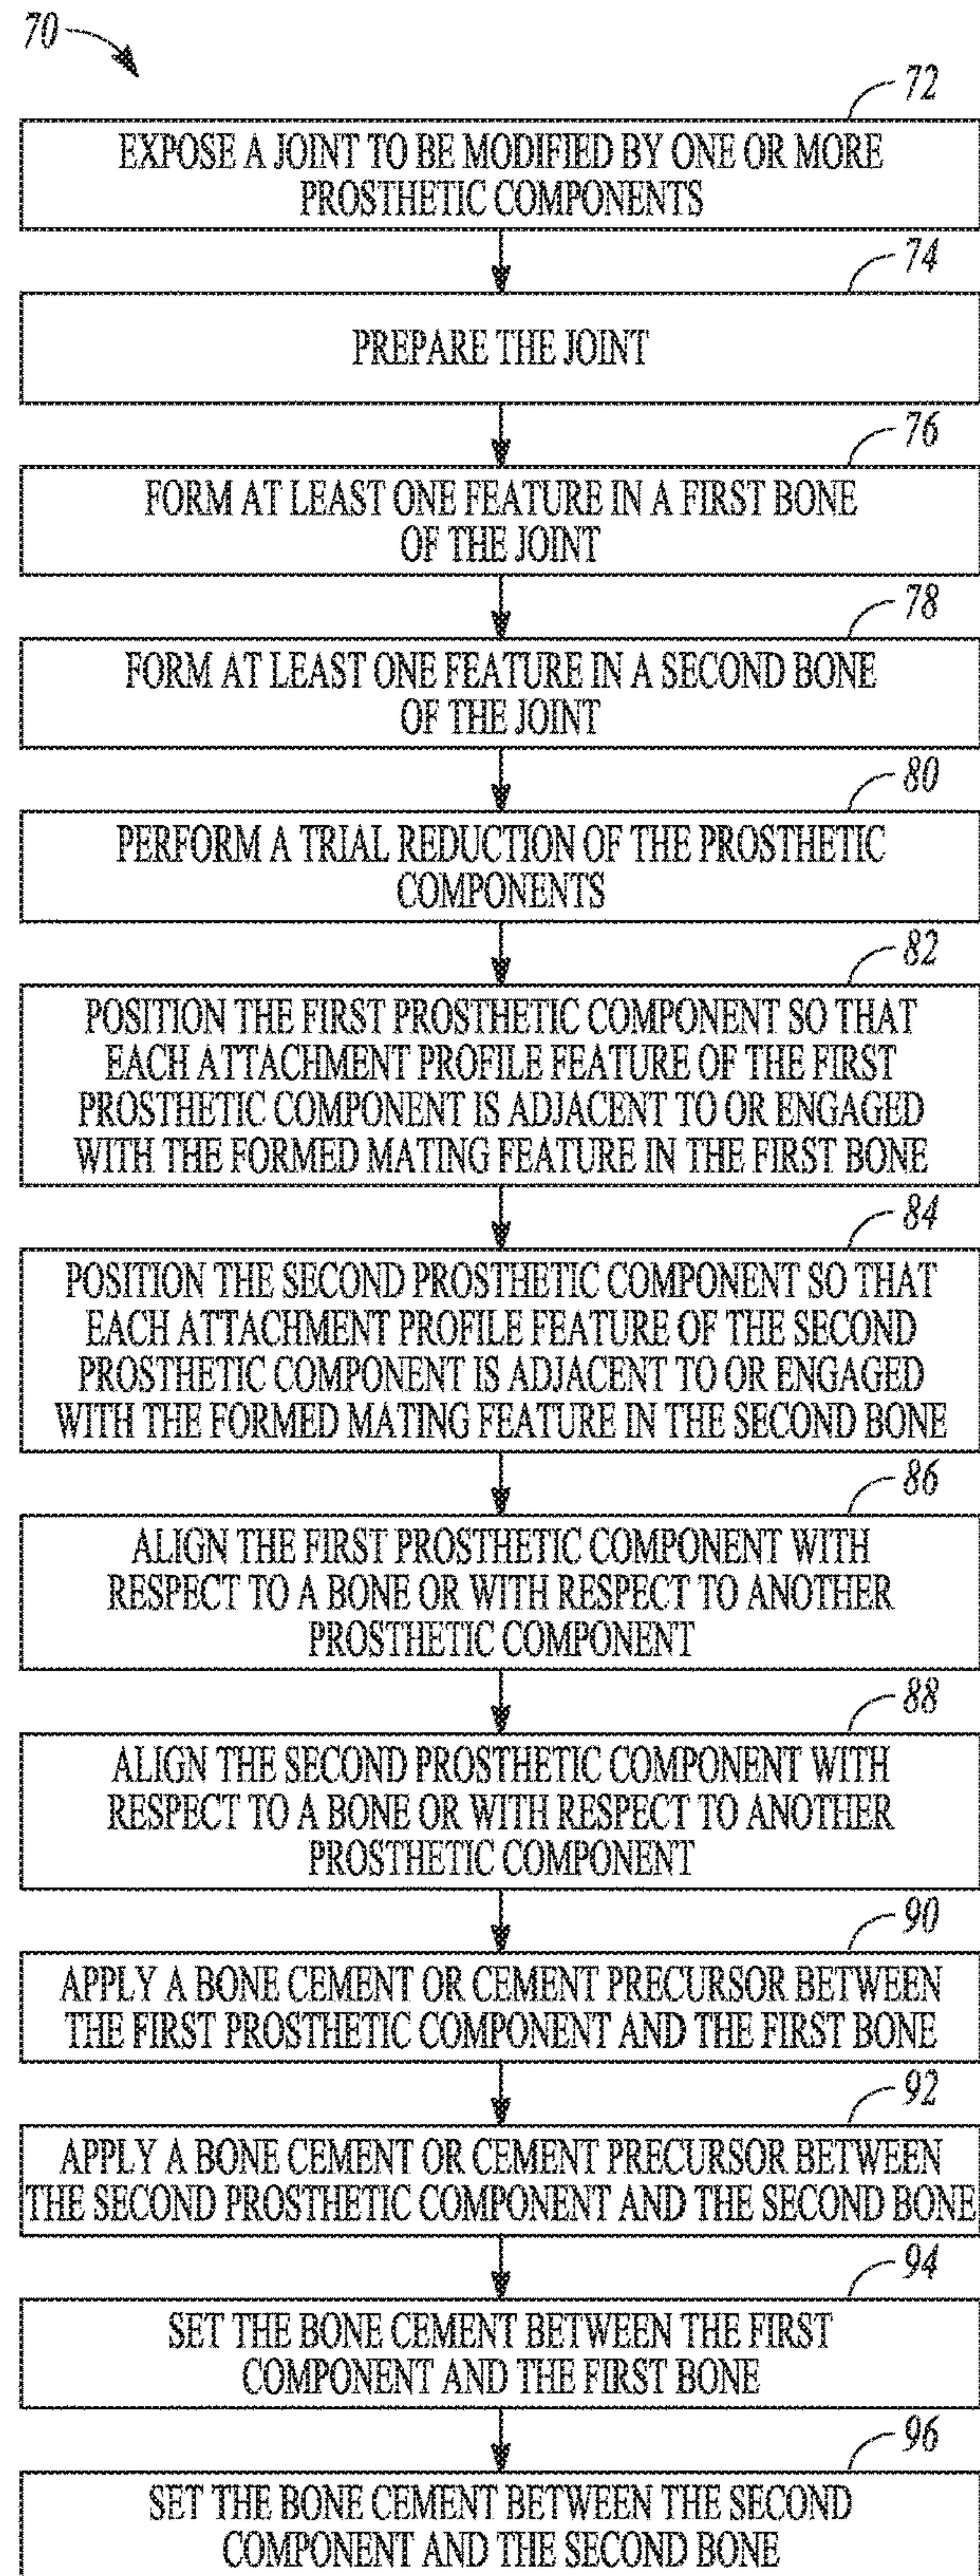 70
72
EXPOSE A JOINT TO BE MODIFIED BY ONE OR MORE
PROSTHETIC COMPONENTS
74
PREPARE THE JOINT
76
FORM AT LEAST ONE FEATURE IN A FIRST BONE
OF THE JOINT
78
FORM AT LEAST ONE FEATURE IN A SECOND BONE
OF THE JOINT
80
PERFORM A TRIAL REDUCTION OF THE PROSTHETIC
COMPONENTS
82
POSITION THE FIRST PROSTHETIC COMPONENT SO THAT
EACH ATTACHMENT PROFILE FEATURE OF THE FIRST
PROSTHETIC COMPONENT IS ADJACENT TO OR ENGAGED
WITH THE FORMED MATING FEATURE IN THE FIRST BONE
84
POSITION THE SECOND PROSTHETIC COMPONENT SO THAT
EACH ATTACHMENT PROFILE FEATURE OF THE SECOND
PROSTHETIC COMPONENT IS ADJACENT TO OR ENGAGED
WITH THE FORMED MATING FEATURE IN THE SECOND BONE
86
ALIGN THE FIRST PROSTHETIC COMPONENT WITH
RESPECT TO A BONE OR WITH RESPECT TO ANOTHER
PROSTHETIC COMPONENT
88
ALIGN THE SECOND PROSTHETIC COMPONENT WITH
RESPECT TO A BONE OR WITH RESPECT TO ANOTHER
PROSTHETIC COMPONENT
90
APPLY A BONE CEMENT OR CEMENT PRECURSOR BETWEEN
THE FIRST PROSTHETIC COMPONENT AND THE FIRST BONE
92
APPLY A BONE CEMENT OR CEMENT PRECURSOR BETWEEN
THE SECOND PROSTHETIC COMPONENT AND THE SECOND BONE
94
SET THE BONE CEMENT BETWEEN THE FIRST
COMPONENT AND THE FIRST BONE
96
SET THE BONE CEMENT BETWEEN THE SECOND
COMPONENT AND THE SECOND BONE